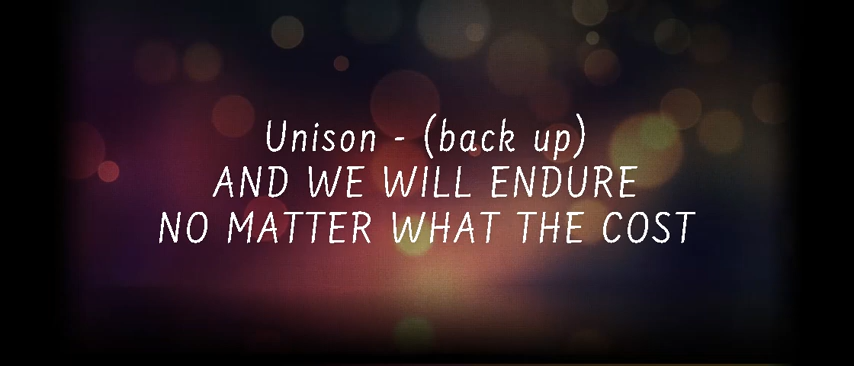 Unison - (back up)
AND WE WILL ENDURE
NO MATTER WHAT THE COST